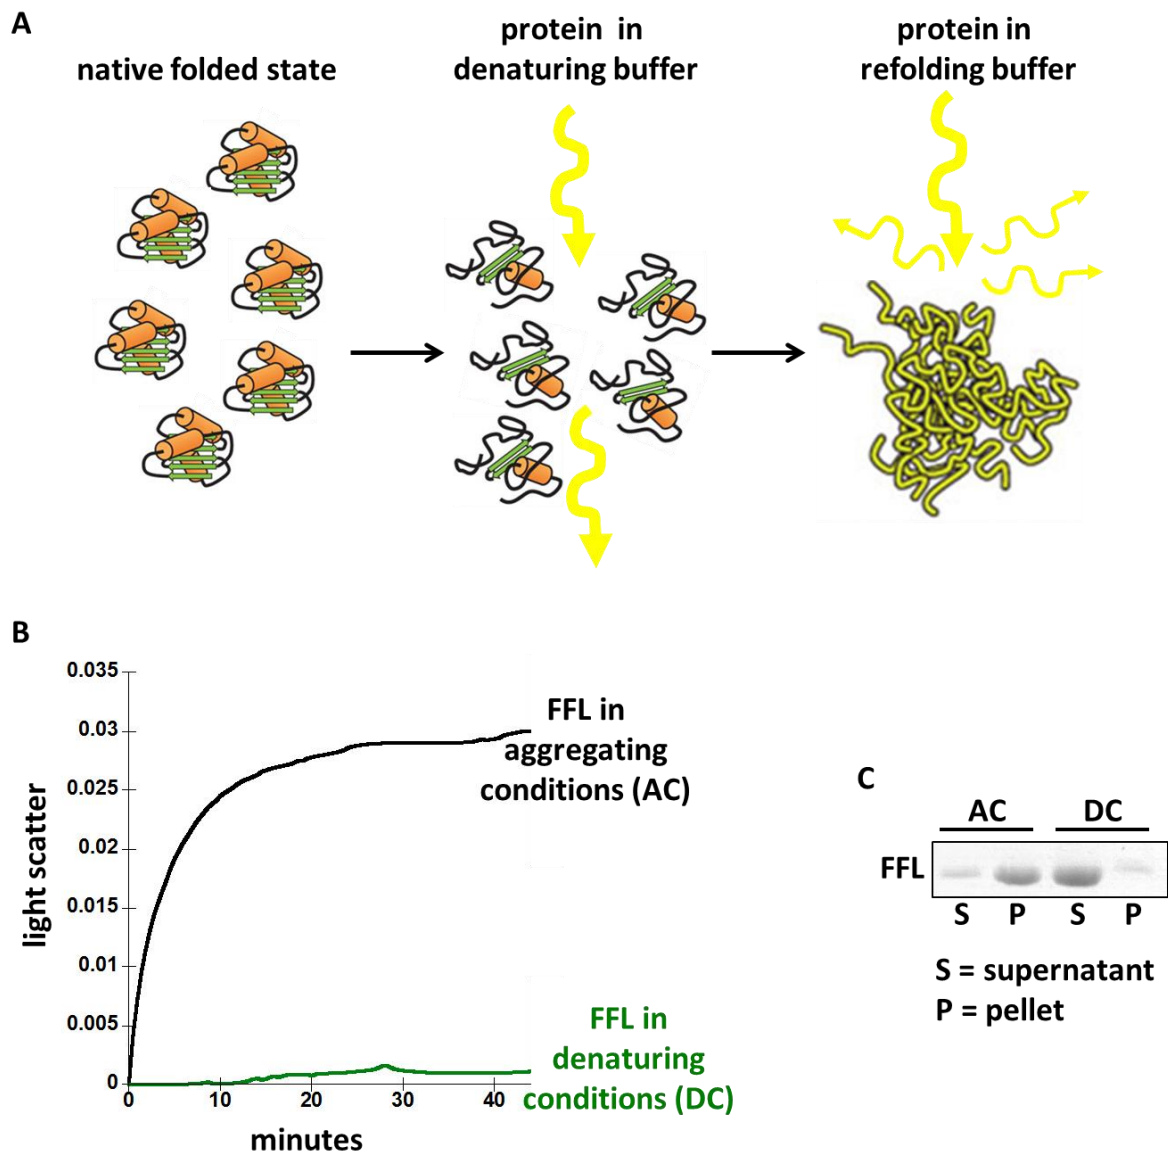 A
native folded state
protein in
denaturing buffer
protein in
refolding buffer
B
0.035
0.03
0.025
0.02
0.015
0.01
0.005
0
light scatter
0
10
20
30
40
minutes
FFL in
aggregating
conditions (AC)
FFL in
denaturing
conditions (DC)
C
AC DC
FFL
S P S P
S = supernatant
P = pellet